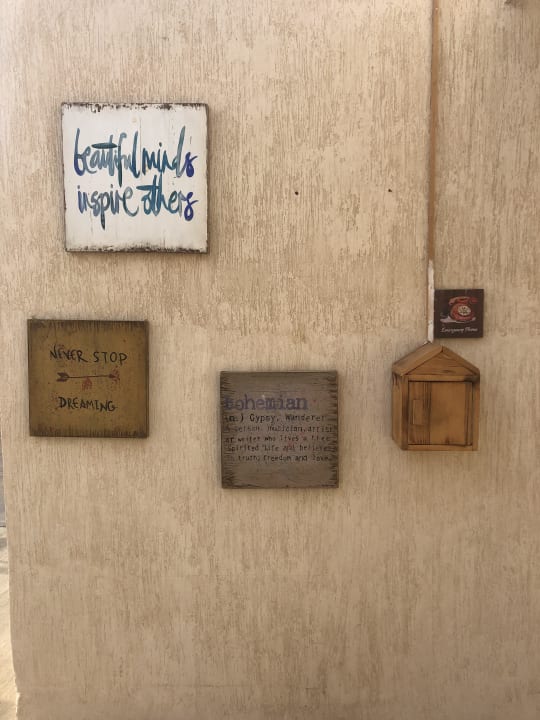 beautiful minds
inspire others
NEVER STOP
DREAMING
Emergency Phone
bohemian
(n.) Gypsy, Wanderer
A person, musician, artist
or writer who lives a free
spirited life and believes
in truth, freedom and love.